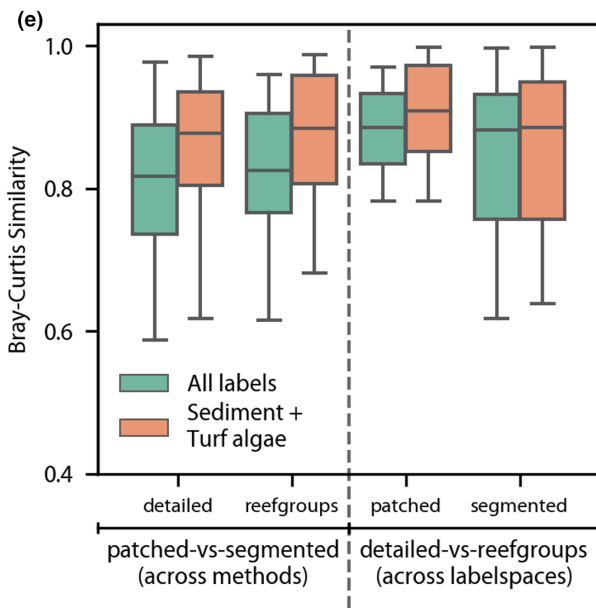 (e)
1.0
0.8
0.6
0.4
Bray-Curtis Similarity
All labels
Sediment +
Turf algae
detailed
reefgroups
patched
segmented
patched-vs-segmented
(across methods)
detailed-vs-reefgroups
(across labelspaces)